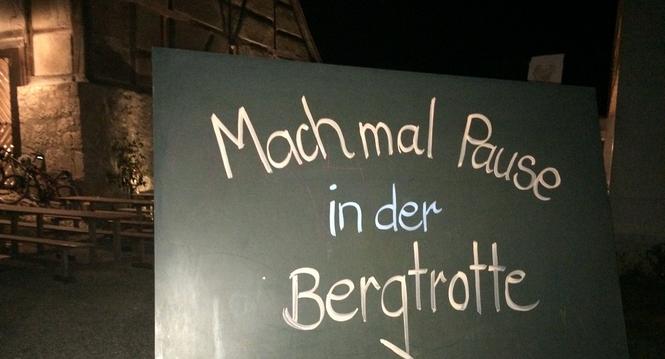 Mach mal Pause
in der
Bergtrotte